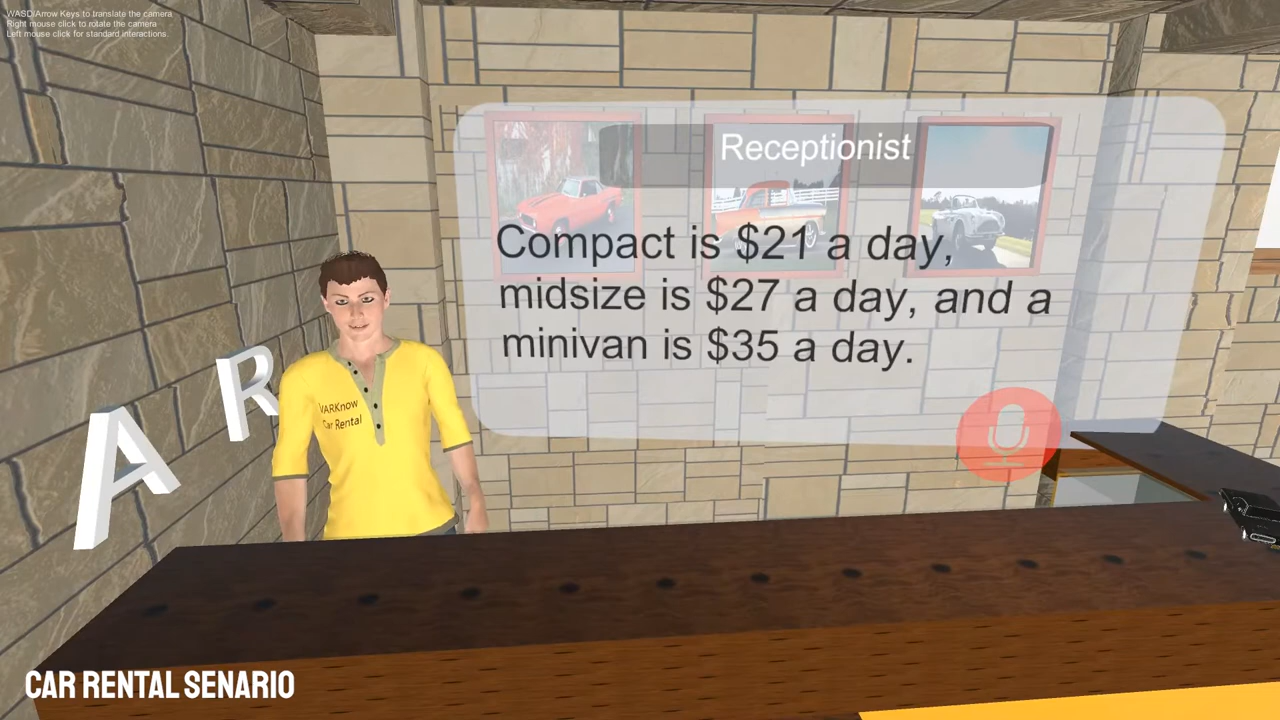 WASD/Arrow Keys to translate the camera
Right mouse click to rotate the camera
Left mouse click for standard interactions.
Receptionist
Compact is $21 a day,
midsize is $27 a day, and a
minivan is $35 a day.
A R
VARKnow
Car Rental
CAR RENTAL SENARIO